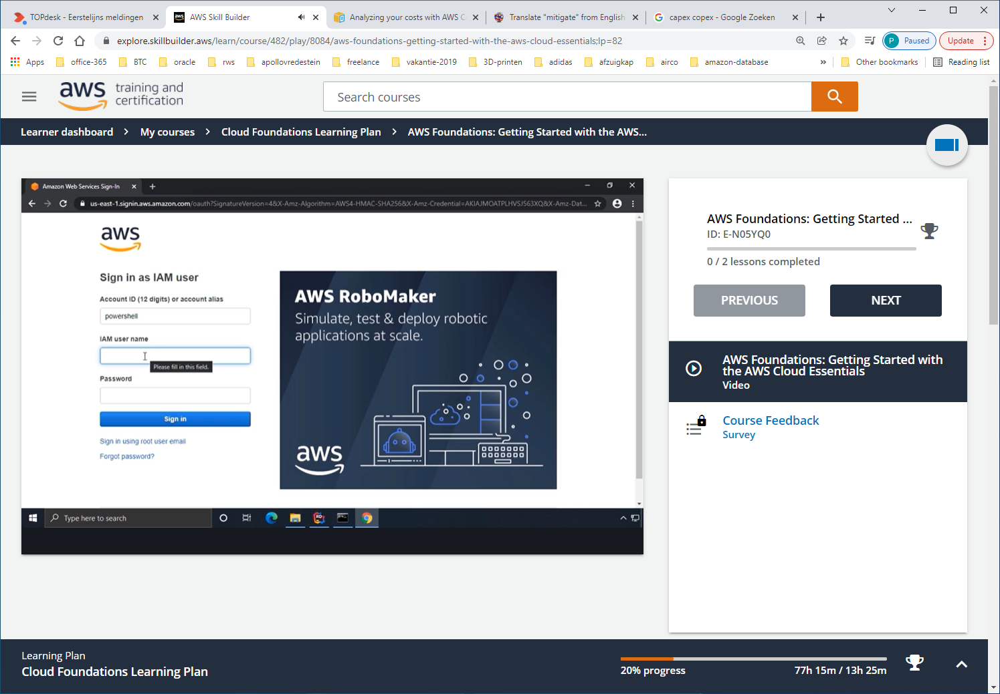 TOPdesk - Eerstelijns meldingen
AWS Skill Builder
Analyzing your costs with AWS C
Translate "mitigate" from English
capex copex - Google Zoeken
explore.skillbuilder.aws/learn/course/482/play/8084/aws-foundations-getting-started-with-the-aws-cloud-essentials;lp=82
P Paused
Update
Apps
office-365
BTC
oracle
rws
apollovredestein
freelance
vakantie-2019
3D-printen
adidas
afzuigkap
airco
amazon-database
»
Other bookmarks
Reading list
aws training and certification
Search courses
Learner dashboard > My courses > Cloud Foundations Learning Plan > AWS Foundations: Getting Started with the AWS...
Amazon Web Services Sign-In
us-east-1.signin.aws.amazon.com/oauth?SignatureVersion=4&X-Amz-Algorithm=AWS4-HMAC-SHA256&X-Amz-Credential=AKIAJMOATPLHVSJ563XQ&X-Amz-Dat...
aws
Sign in as IAM user
Account ID (12 digits) or account alias
powershell
IAM user name
Please fill in this field.
Password
Sign in
Sign in using root user email
Forgot password?
AWS RoboMaker
Simulate, test & deploy robotic
applications at scale.
aws
Type here to search
RD
AWS Foundations: Getting Started ...
ID: E-N05YQ0
0 / 2 lessons completed
PREVIOUS
NEXT
AWS Foundations: Getting Started with
the AWS Cloud Essentials
Video
Course Feedback
Survey
Learning Plan
Cloud Foundations Learning Plan
20% progress
77h 15m / 13h 25m